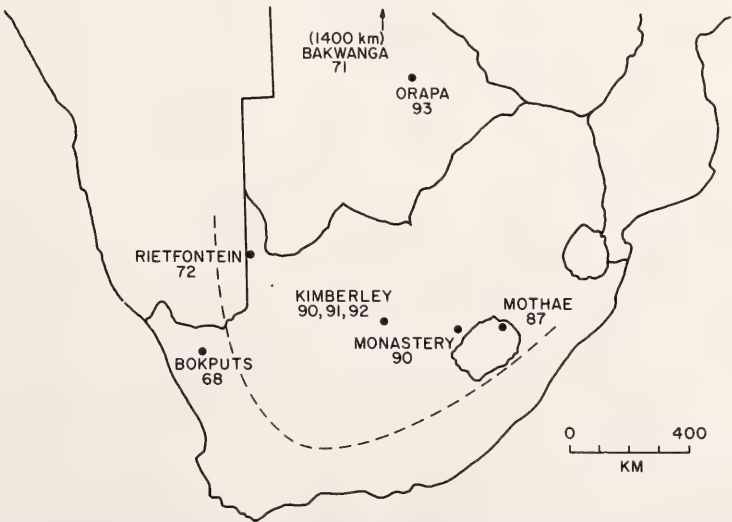 (1400 km)
BAKWANGA
71
ORAPA
93
RIETFONTEIN
72
KIMBERLEY
90, 91, 92
MOTHAE
87
MONASTERY
90
BOKPUTS
68
0 400
KM